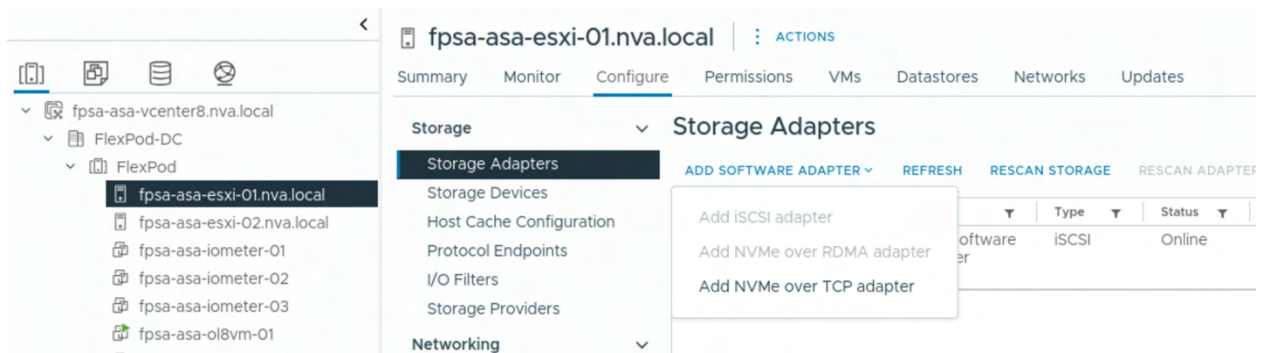 fpsa-asa-vcenter8.nva.local
FlexPod-DC
FlexPod
fpsa-asa-esxi-01.nva.local
fpsa-asa-esxi-02.nva.local
fpsa-asa-iometer-01
fpsa-asa-iometer-02
fpsa-asa-iometer-03
fpsa-asa-ol8vm-01
fpsa-asa-esxi-01.nva.local
ACTIONS
Summary Monitor Configure Permissions VMs Datastores Networks Updates
Storage
Storage Adapters
Storage Devices
Host Cache Configuration
Protocol Endpoints
I/O Filters
Storage Providers
Networking
Storage Adapters
ADD SOFTWARE ADAPTER REFRESH RESCAN STORAGE RESCAN ADAPTER
Add iSCSI adapter
Add NVMe over RDMA adapter
Add NVMe over TCP adapter
Type Status
oftware iSCSI Online
er